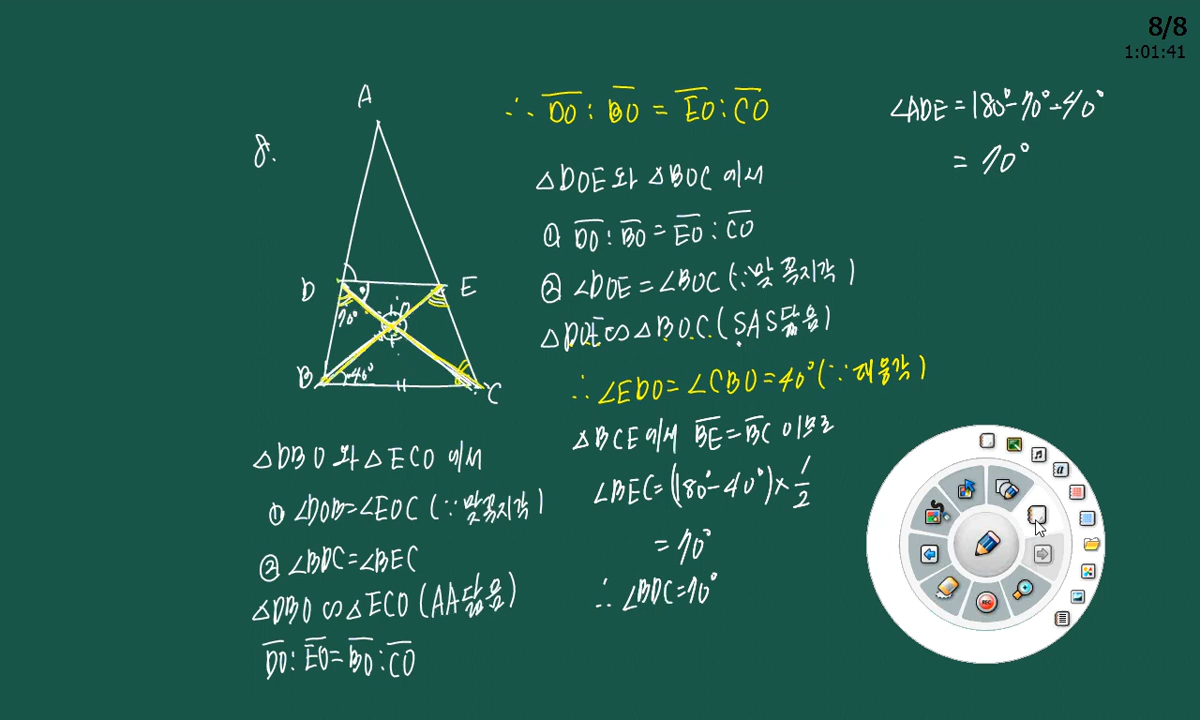 8/8
1:01:41
8.
A
D
E
O
70°
B
40°
C
△DBO와 △ECO에서
① ∠DOB=∠EOC (∵맞꼭지각)
② ∠BDC=∠BEC
△DBO∽△ECO (AA닮음)
DO:EO=BO:CO
∴ DO:BO=EO:CO
△DOE와 △BOC에서
① DO:BO=EO:CO
② ∠DOE=∠BOC (∵맞꼭지각)
△DOE∽△BOC (SAS닮음)
∴ ∠EDO=∠CBO=40° (∵대응각)
△BCE에서 BE=BC이므로
∠BEC=(180°-40°)×1/2
=70°
∴ ∠BDC=70°
∠ADE=180°-70°-40°
=70°
REC